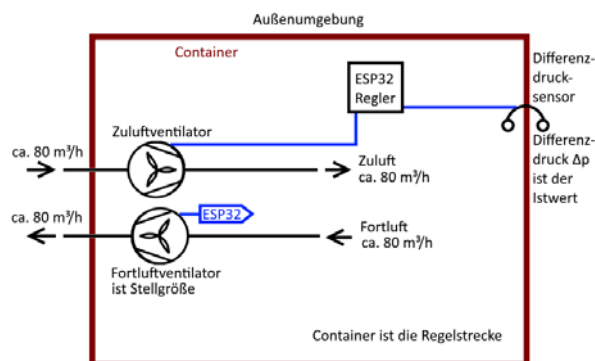 Außenumgebung
Container
ESP32
Regler
Differenz-
druck-
sensor
Differenz-
druck Δp
ist der
Istwert
Zuluftventilator
ca. 80 m³/h
Zuluft
ca. 80 m³/h
ca. 80 m³/h
ESP32
Fortluft
ca. 80 m³/h
Fortluftventilator
ist Stellgröße
Container ist die Regelstrecke